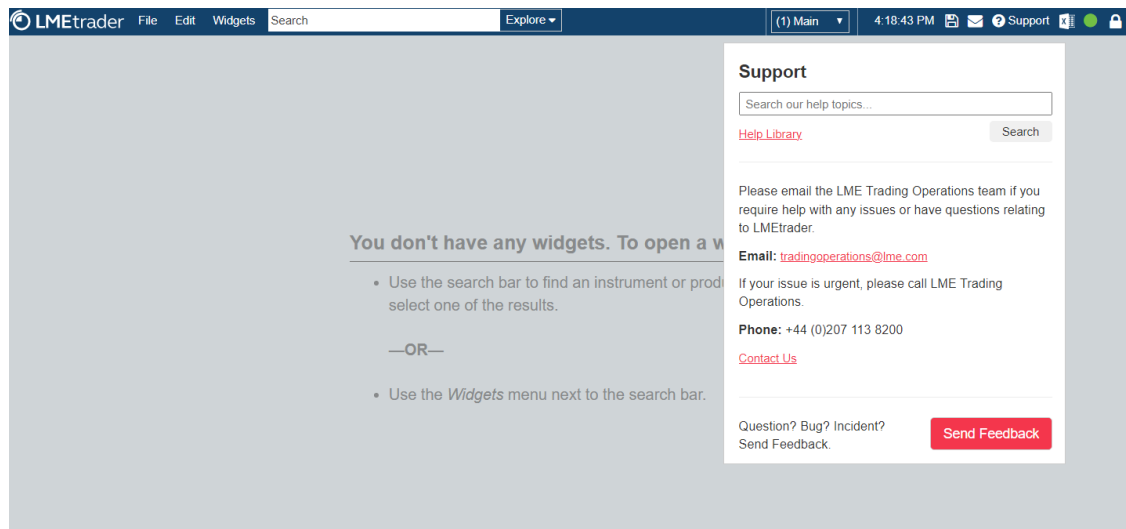 LMEtrader File Edit Widgets Search Explore (1) Main 4:18:43 PM Support
Support
Search our help topics...
Help Library Search
Please email the LME Trading Operations team if you
require help with any issues or have questions relating
to LMEtrader.
Email: tradingoperations@lme.com
If your issue is urgent, please call LME Trading
Operations.
Phone: +44 (0)207 113 8200
Contact Us
Question? Bug? Incident?
Send Feedback.
Send Feedback
You don't have any widgets. To open a w
• Use the search bar to find an instrument or produ
select one of the results.
—OR—
• Use the Widgets menu next to the search bar.